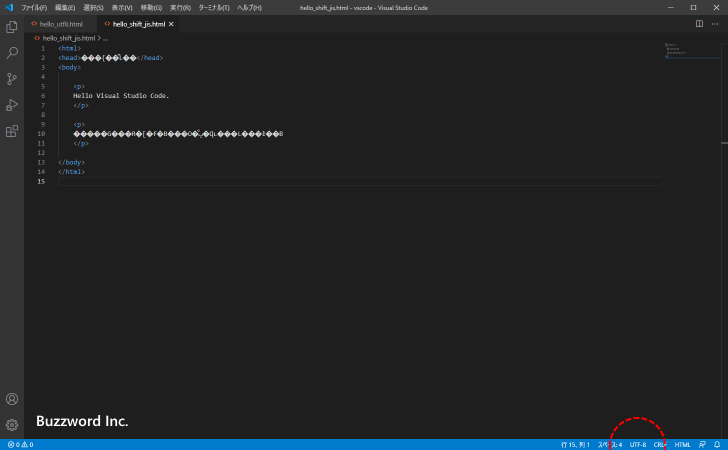 ファイル(F) 編集(E) 選択(S) 表示(V) 移動(G) 実行(R) ターミナル(T) ヘルプ(H) hello_shift_jis.html - vscode - Visual Studio Code
hello_utf8.html hello_shift_jis.html
hello_shift_jis.html > ...
1 <html>
2 <head>���{��L��</head>
3 <body>
4
5 <p>
6 Hello Visual Studio Code.
7 </p>
8
9 <p>
10
11 </p>
12
13 </body>
14 </html>
15
Buzzword Inc.
0 0 行 15, 列 1 スペース: 4 UTF-8 CRLF HTML